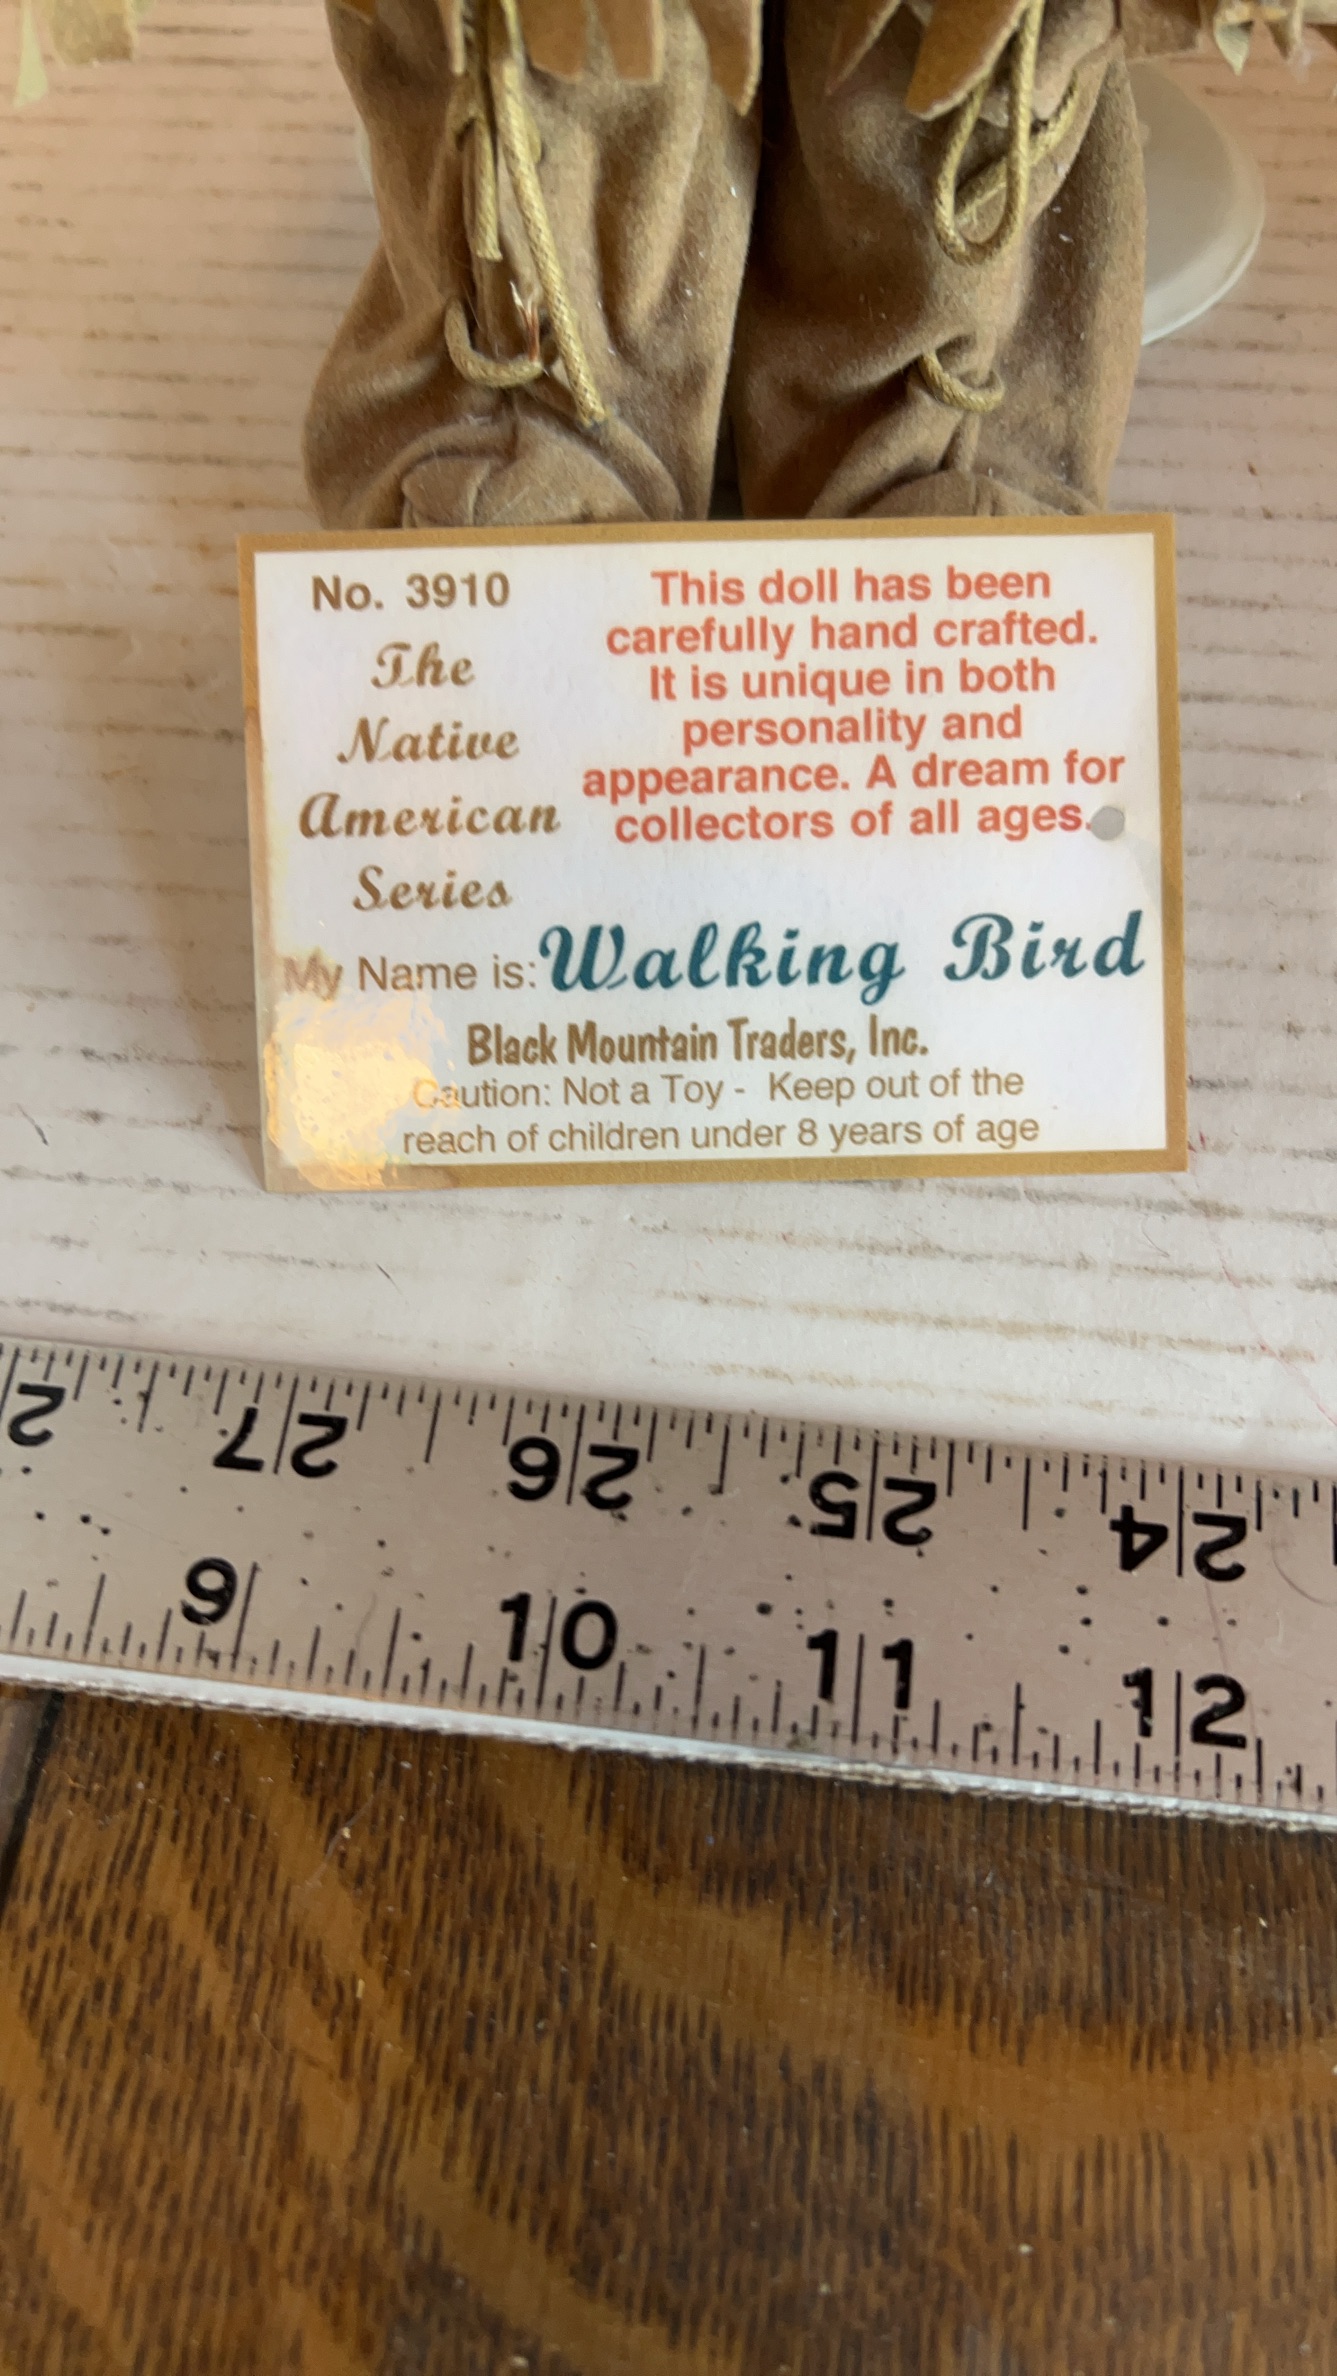 No. 3910
The
Native
American
Series
This doll has been
carefully hand crafted.
It is unique in both
personality and
appearance. A dream for
collectors of all ages.
My Name is: Walking Bird
Black Mountain Traders, Inc.
Caution: Not a Toy - Keep out of the
reach of children under 8 years of age
2 27 26 25 24
9 10 11 12